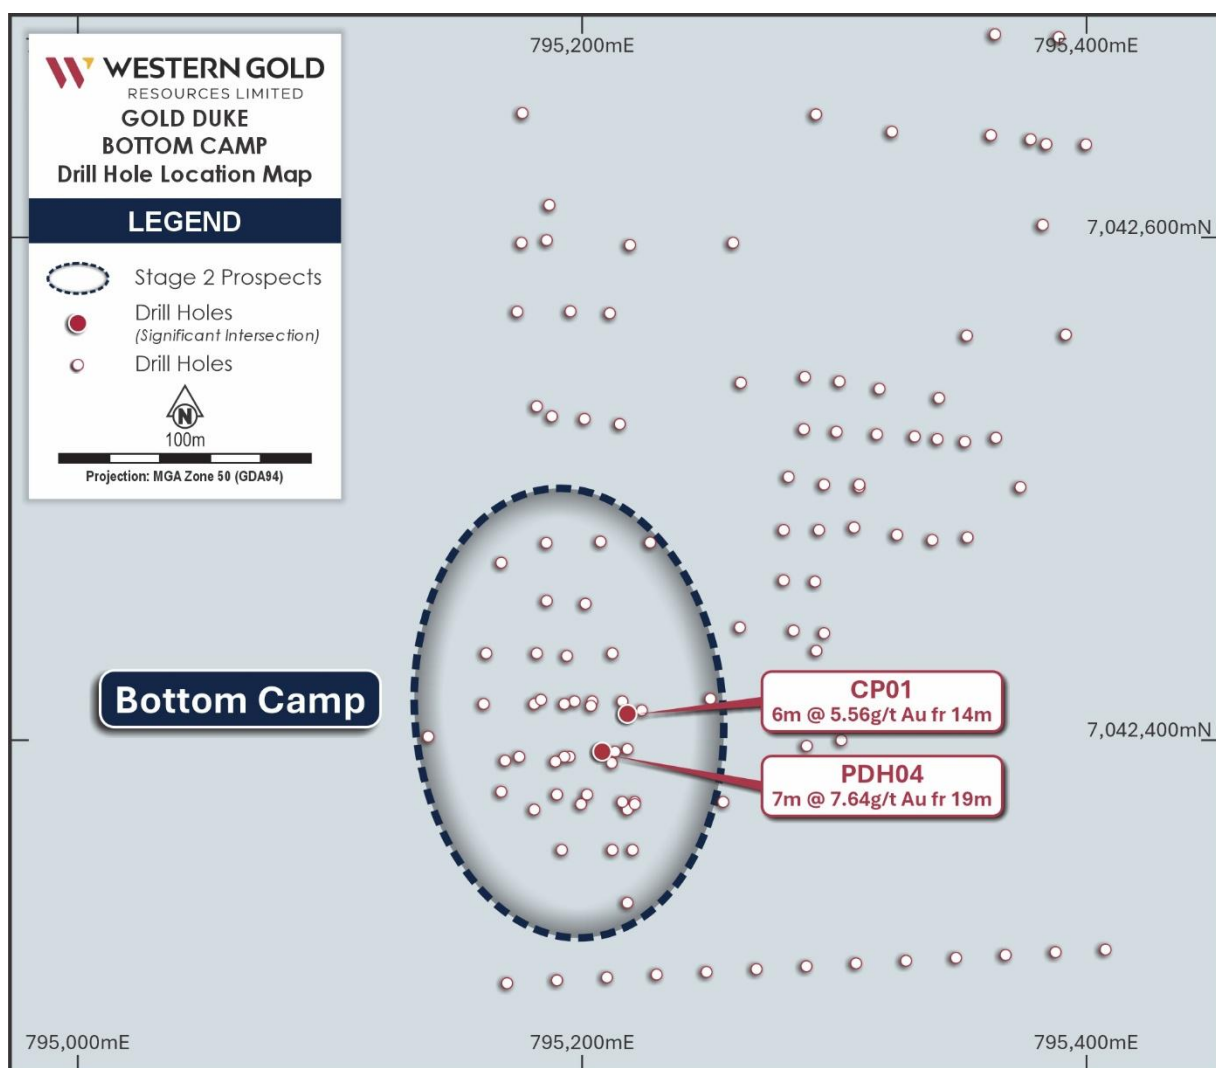 795,200mE
795,400mE
WESTERN GOLD
RESOURCES LIMITED
GOLD DUKE
BOTTOM CAMP
Drill Hole Location Map
LEGEND
Stage 2 Prospects
Drill Holes
(Significant Intersection)
Drill Holes
N
100m
Projection: MGA Zone 50 (GDA94)
7,042,600mN
Bottom Camp
CP01
6m @ 5.56g/t Au fr 14m
7,042,400mN
PDH04
7m @ 7.64g/t Au fr 19m
795,000mE
795,200mE
795,400mE